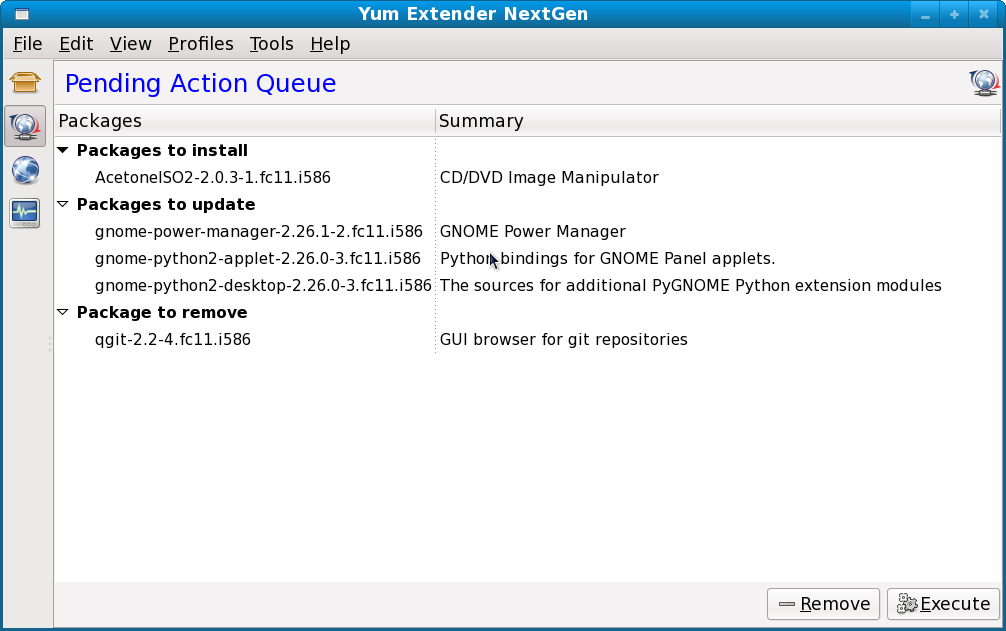 Yum Extender NextGen
File Edit View Profiles Tools Help
Pending Action Queue
Packages Summary
Packages to install
AcetoneISO2-2.0.3-1.fc11.i586 CD/DVD Image Manipulator
Packages to update
gnome-power-manager-2.26.1-2.fc11.i586 GNOME Power Manager
gnome-python2-applet-2.26.0-3.fc11.i586 Python bindings for GNOME Panel applets.
gnome-python2-desktop-2.26.0-3.fc11.i586 The sources for additional PyGNOME Python extension modules
Package to remove
qgit-2.2-4.fc11.i586 GUI browser for git repositories
Remove Execute